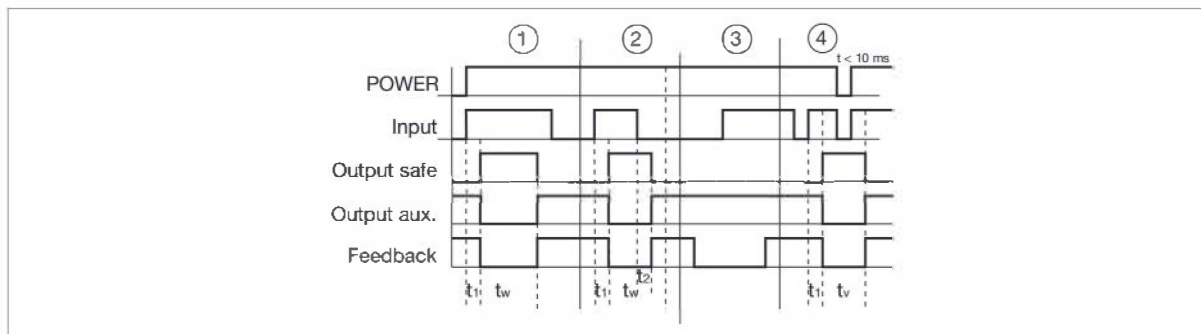 ① ② ③ ④
t < 10 ms
POWER
Input
Output safe
Output aux.
Feedback
t2
t1 tw t1 tw t1 tv